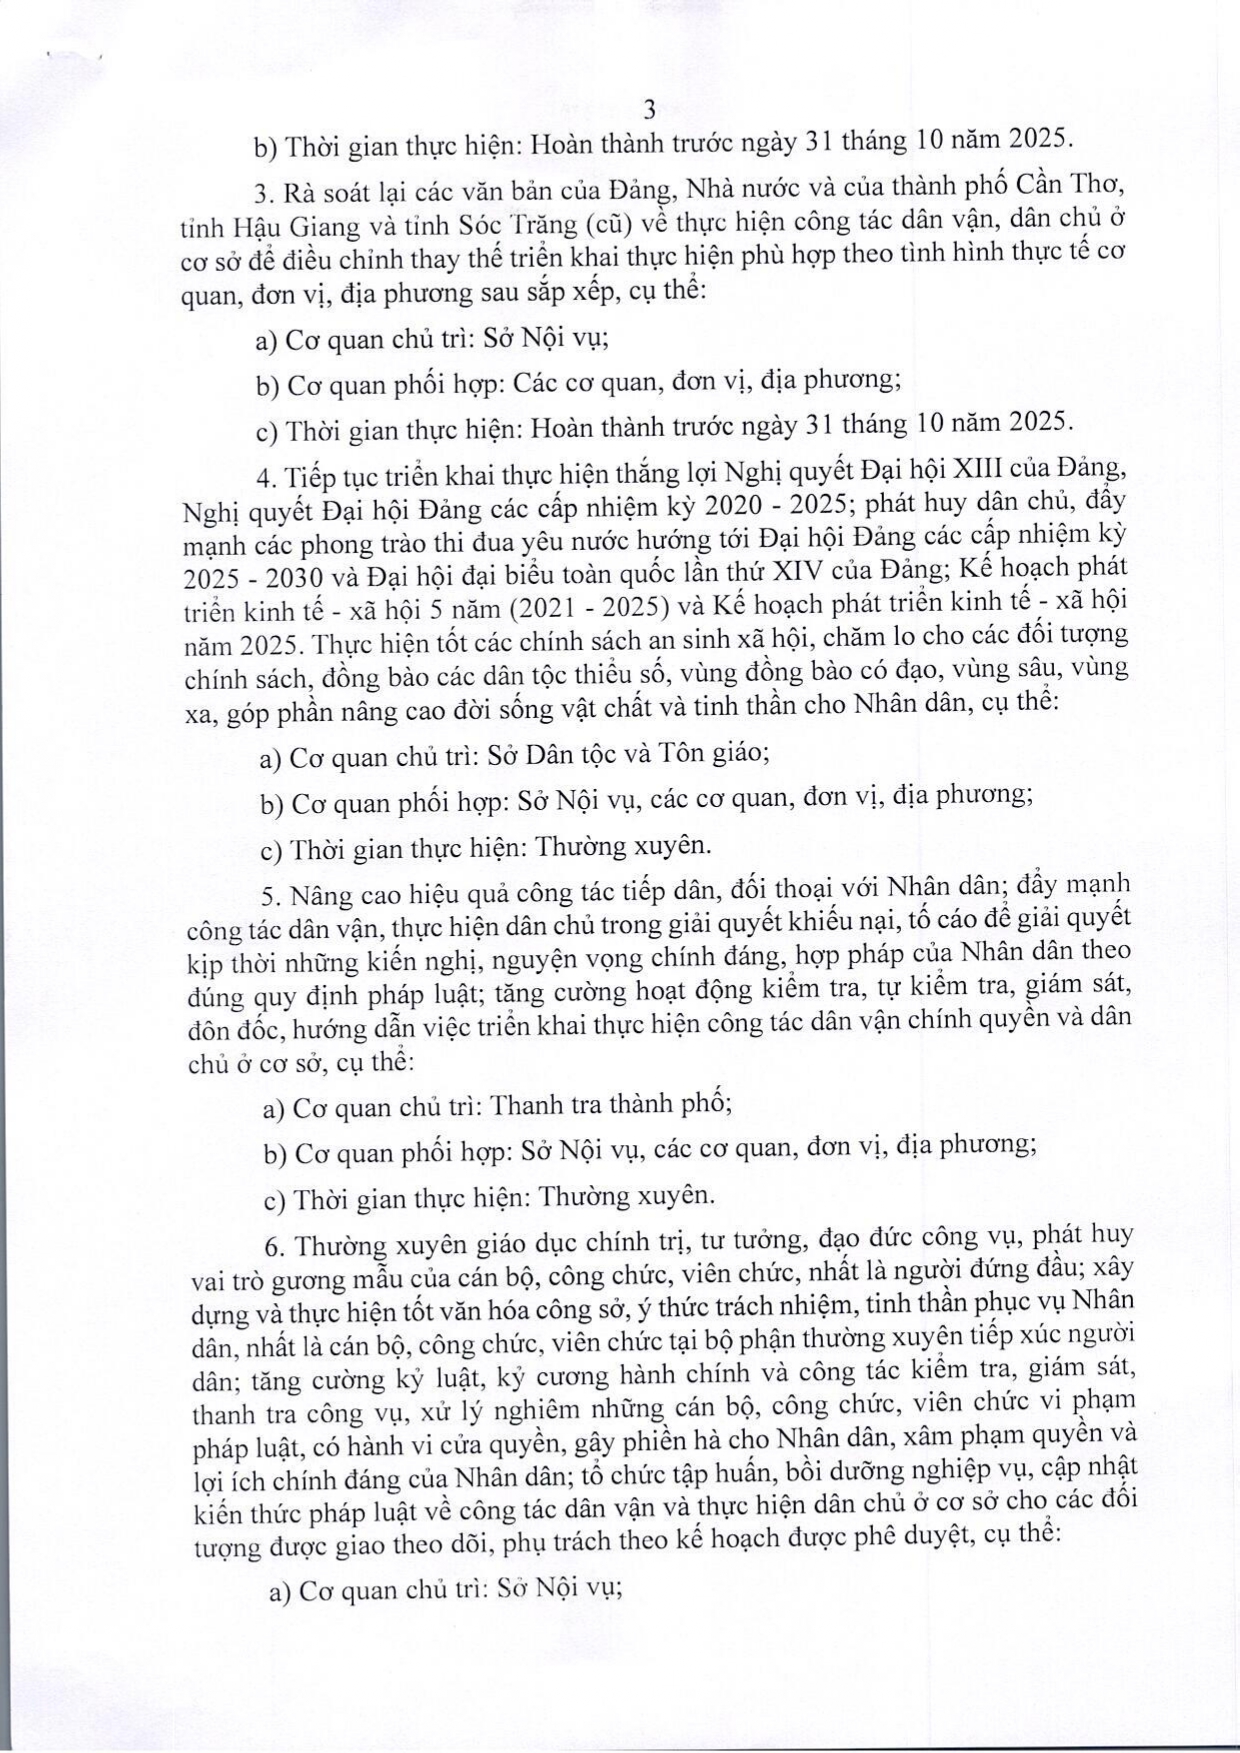 3
b) Thời gian thực hiện: Hoàn thành trước ngày 31 tháng 10 năm 2025.
3. Rà soát lại các văn bản của Đảng, Nhà nước và của thành phố Cần Thơ,
tỉnh Hậu Giang và tỉnh Sóc Trăng (cũ) về thực hiện công tác dân vận, dân chủ ở
cơ sở để điều chỉnh thay thế triển khai thực hiện phù hợp theo tình hình thực tế cơ
quan, đơn vị, địa phương sau sắp xếp, cụ thể:
a) Cơ quan chủ trì: Sở Nội vụ;
b) Cơ quan phối hợp: Các cơ quan, đơn vị, địa phương;
c) Thời gian thực hiện: Hoàn thành trước ngày 31 tháng 10 năm 2025.
4. Tiếp tục triển khai thực hiện thắng lợi Nghị quyết Đại hội XIII của Đảng,
Nghị quyết Đại hội Đảng các cấp nhiệm kỳ 2020 - 2025; phát huy dân chủ, đẩy
mạnh các phong trào thi đua yêu nước hướng tới Đại hội Đảng các cấp nhiệm kỳ
2025 - 2030 và Đại hội đại biểu toàn quốc lần thứ XIV của Đảng; Kế hoạch phát
triển kinh tế - xã hội 5 năm (2021 - 2025) và Kế hoạch phát triển kinh tế - xã hội
năm 2025. Thực hiện tốt các chính sách an sinh xã hội, chăm lo cho các đối tượng
chính sách, đồng bào các dân tộc thiểu số, vùng đồng bào có đạo, vùng sâu, vùng
xa, góp phần nâng cao đời sống vật chất và tinh thần cho Nhân dân, cụ thể:
a) Cơ quan chủ trì: Sở Dân tộc và Tôn giáo;
b) Cơ quan phối hợp: Sở Nội vụ, các cơ quan, đơn vị, địa phương;
c) Thời gian thực hiện: Thường xuyên.
5. Nâng cao hiệu quả công tác tiếp dân, đối thoại với Nhân dân; đẩy mạnh
công tác dân vận, thực hiện dân chủ trong giải quyết khiếu nại, tố cáo để giải quyết
kịp thời những kiến nghị, nguyện vọng chính đáng, hợp pháp của Nhân dân theo
đúng quy định pháp luật; tăng cường hoạt động kiểm tra, tự kiểm tra, giám sát,
đôn đốc, hướng dẫn việc triển khai thực hiện công tác dân vận chính quyền và dân
chủ ở cơ sở, cụ thể:
a) Cơ quan chủ trì: Thanh tra thành phố;
b) Cơ quan phối hợp: Sở Nội vụ, các cơ quan, đơn vị, địa phương;
c) Thời gian thực hiện: Thường xuyên.
6. Thường xuyên giáo dục chính trị, tư tưởng, đạo đức công vụ, phát huy
vai trò gương mẫu của cán bộ, công chức, viên chức, nhất là người đứng đầu; xây
dựng và thực hiện tốt văn hóa công sở, ý thức trách nhiệm, tinh thần phục vụ Nhân
dân, nhất là cán bộ, công chức, viên chức tại bộ phận thường xuyên tiếp xúc người
dân; tăng cường kỷ luật, kỷ cương hành chính và công tác kiểm tra, giám sát,
thanh tra công vụ, xử lý nghiêm những cán bộ, công chức, viên chức vi phạm
pháp luật, có hành vi cửa quyền, gây phiền hà cho Nhân dân, xâm phạm quyền và
lợi ích chính đáng của Nhân dân; tổ chức tập huấn, bồi dưỡng nghiệp vụ, cập nhật
kiến thức pháp luật về công tác dân vận và thực hiện dân chủ ở cơ sở cho các đối
tượng được giao theo dõi, phụ trách theo kế hoạch được phê duyệt, cụ thể:
a) Cơ quan chủ trì: Sở Nội vụ;